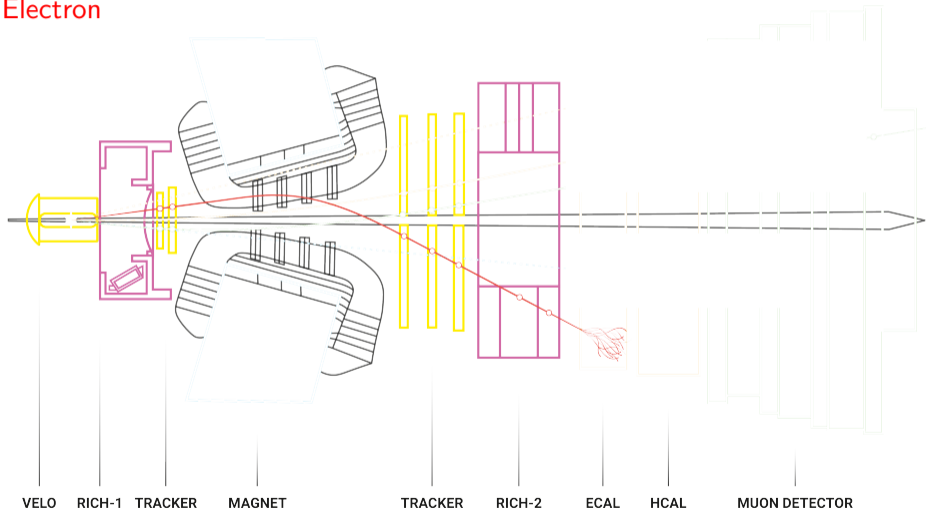 Electron
VELO RICH-1 TRACKER MAGNET TRACKER RICH-2 ECAL HCAL MUON DETECTOR